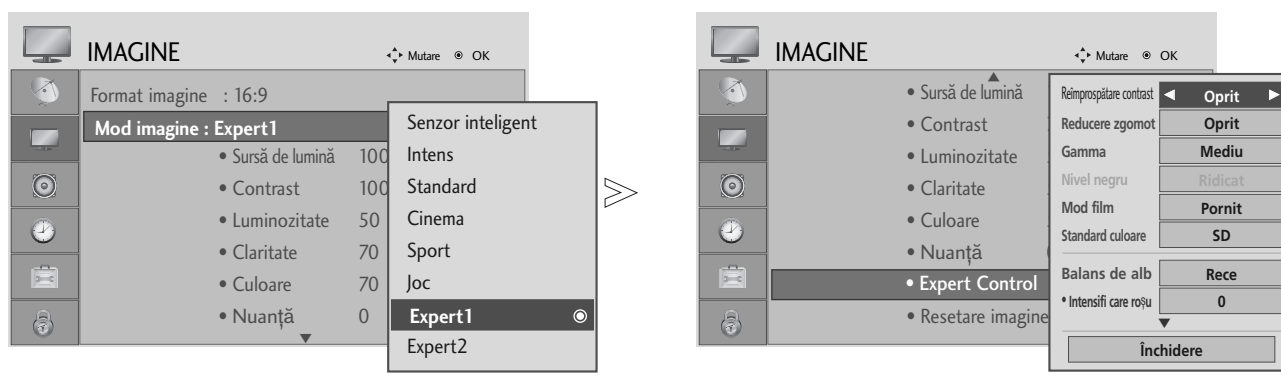 IMAGINE
Mutare OK
Format imagine : 16:9
Mod imagine : Expert1
• Sursă de lumină 100
• Contrast 100
• Luminozitate 50
• Claritate 70
• Culoare 70
• Nuanță 0
Senzor inteligent
Intens
Standard
Cinema
Sport
Joc
Expert1
Expert2
IMAGINE
Mutare OK
• Sursă de lumină
• Contrast
• Luminozitate
• Claritate
• Culoare
• Nuanță
• Expert Control
• Resetare imagine
Reîmprospătare contrast Oprit
Reducere zgomot Oprit
Gamma Mediu
Nivel negru Ridicat
Mod film Pornit
Standard culoare SD
Balans de alb Rece
• Intensifi care roșu 0
Închidere